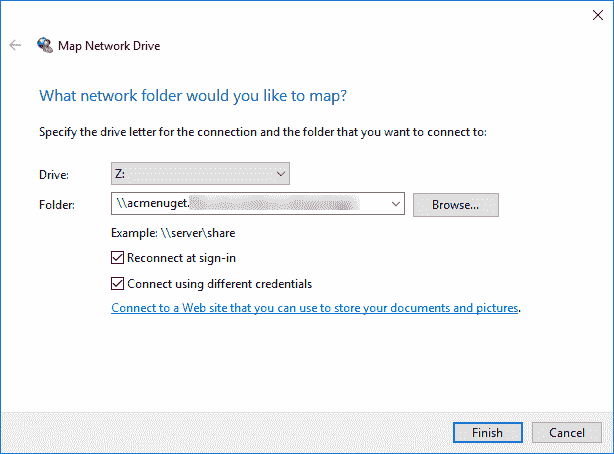 Map Network Drive
What network folder would you like to map?
Specify the drive letter for the connection and the folder that you want to connect to:
Drive: Z:
Folder: \\acmenuget. Browse...
Example: \\server\share
Reconnect at sign-in
Connect using different credentials
Connect to a Web site that you can use to store your documents and pictures.
Finish Cancel